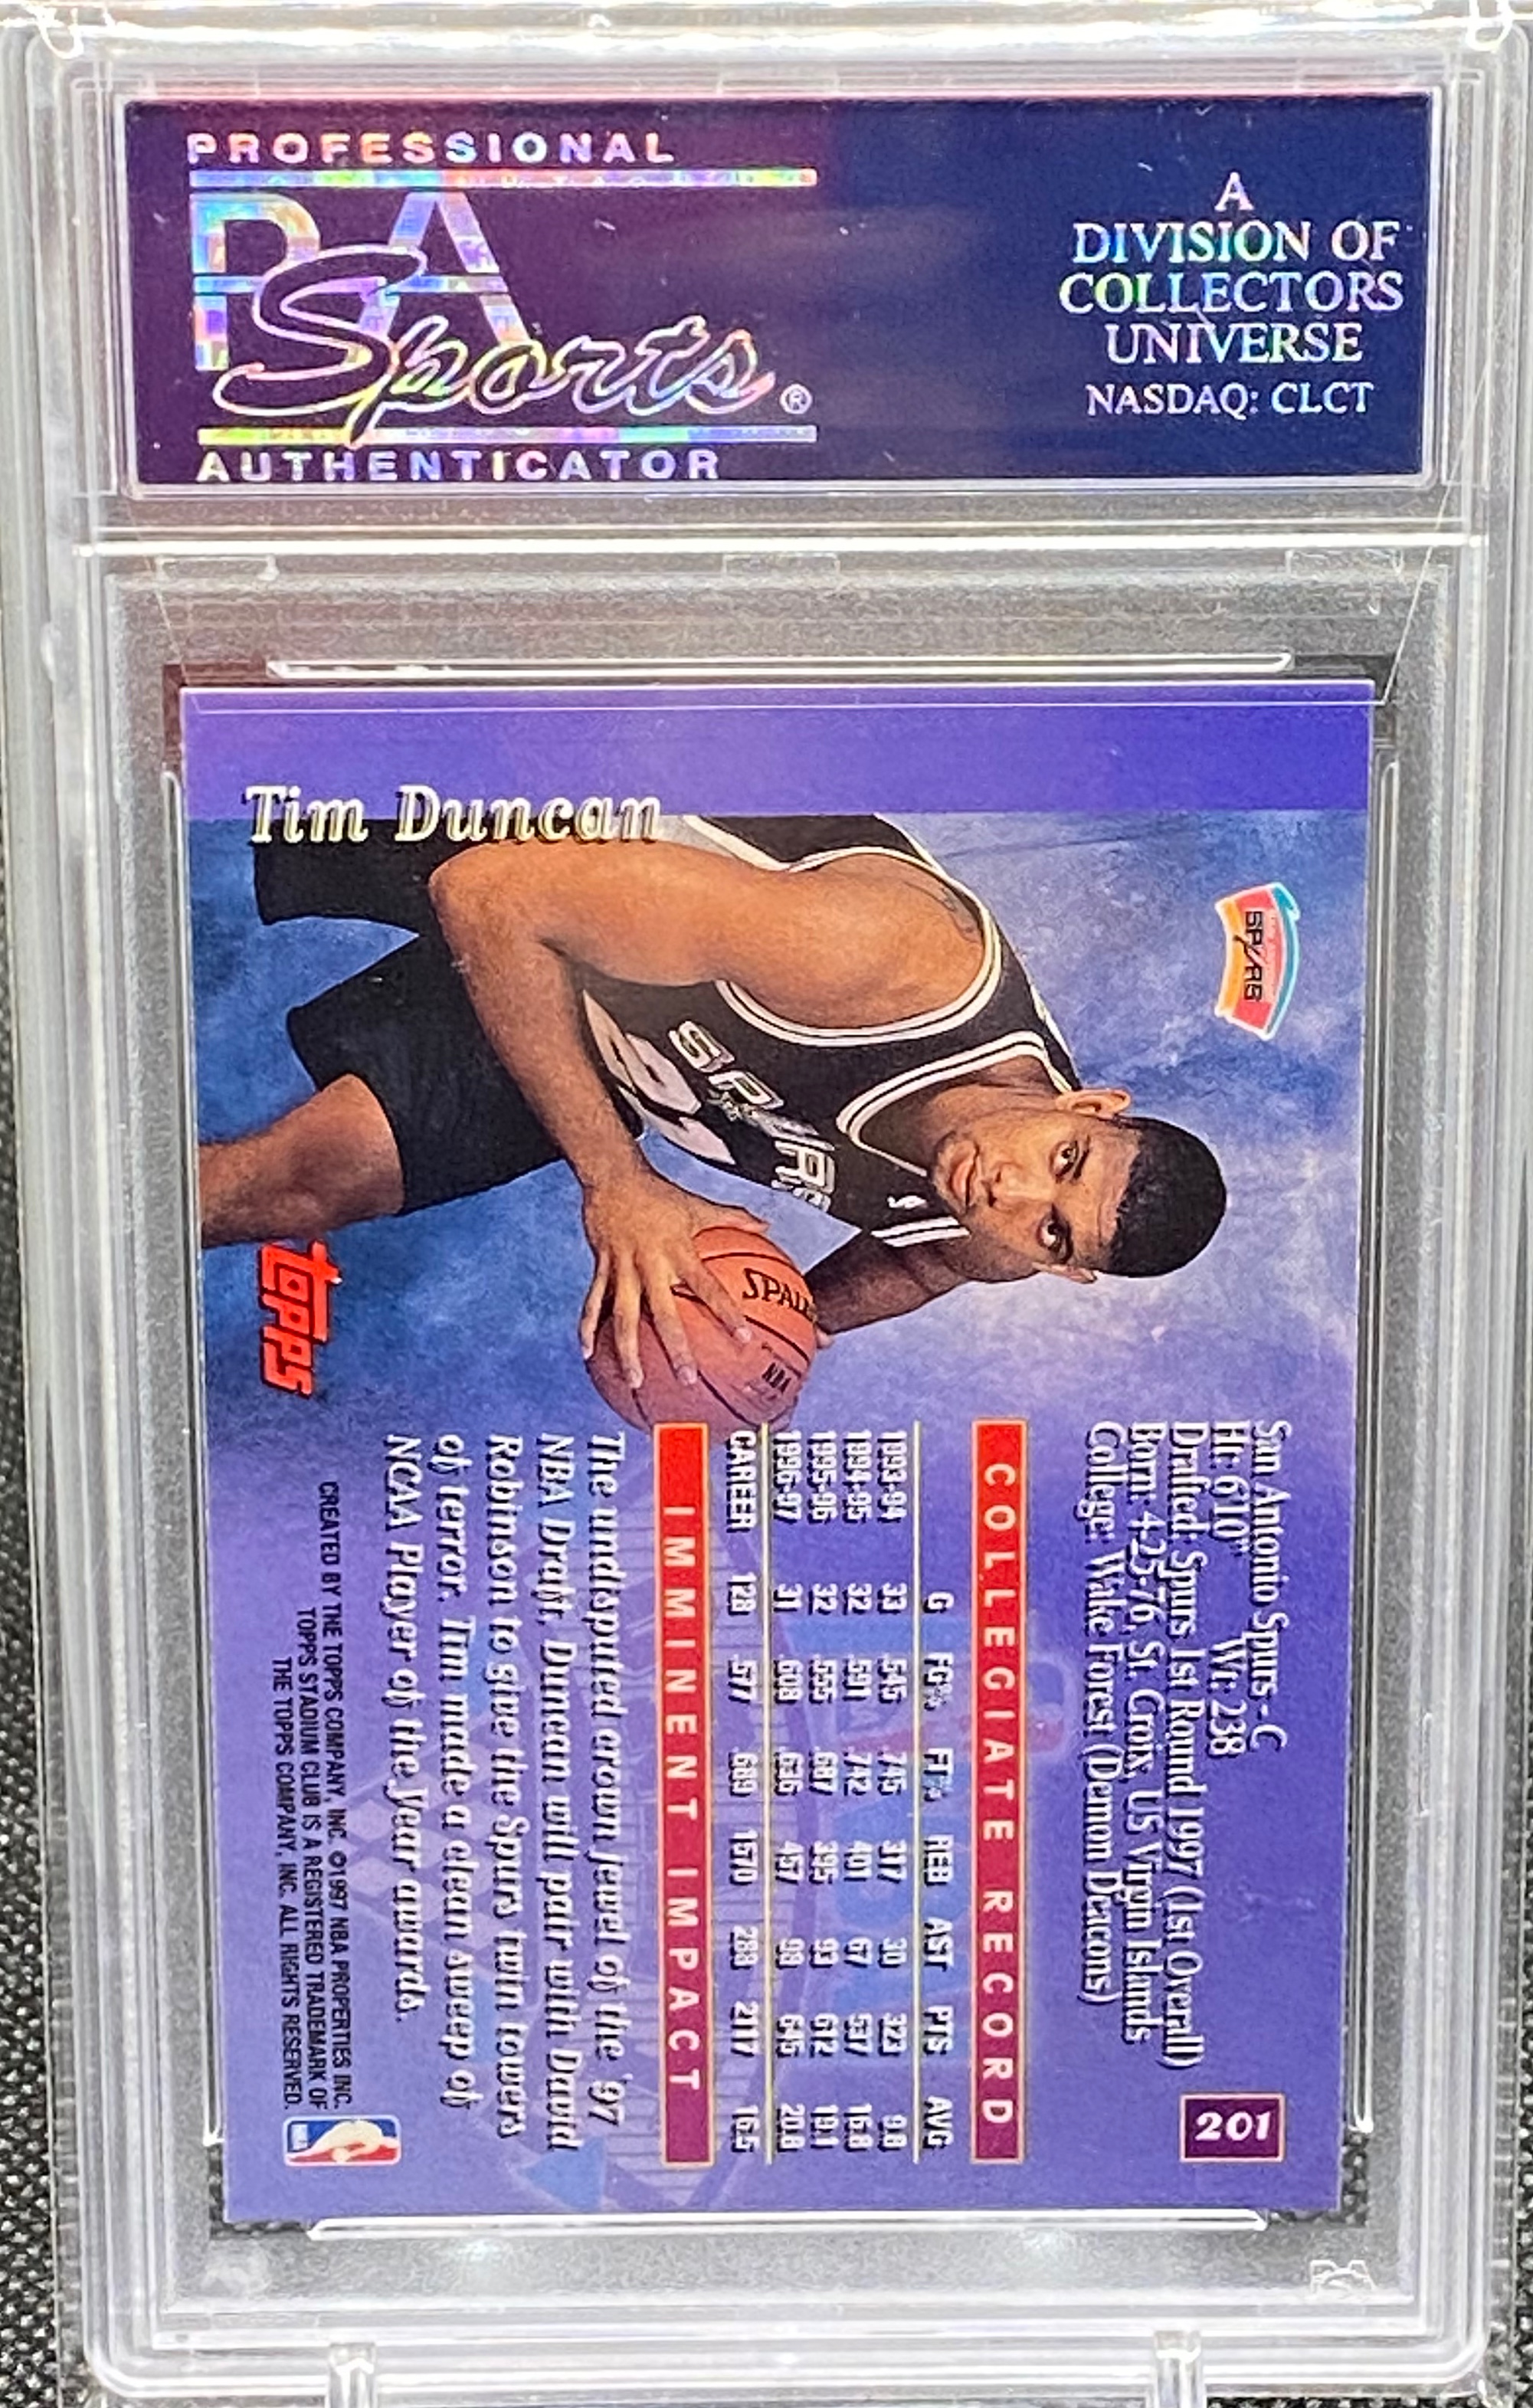 PROFESSIONAL
PSA
Sports®
AUTHENTICATOR
A
DIVISION OF
COLLECTORS
UNIVERSE
NASDAQ: CLCT
Tim Duncan
SPURS
SPURS
SPAL
NBA
TOPPS
201
San Antonio Spurs - C
Ht: 6'10" Wt: 238
Drafted: Spurs 1st Round 1997 (1st Overall)
Born: 4-25-76, St. Croix, US Virgin Islands
College: Wake Forest (Demon Deacons)
COLLEGIATE RECORD
G FG% FT% REB AST PTS AVG
1993-94 33 .545 .745 317 30 323 9.8
1994-95 32 .591 .742 401 67 537 16.8
1995-96 32 .555 .687 395 93 612 19.1
1996-97 31 .608 .636 457 98 645 20.8
CAREER 128 .577 .689 1570 288 2117 16.5
IMMINENT IMPACT
The undisputed crown jewel of the '97
NBA Draft, Duncan will pair with David
Robinson to give the Spurs twin towers
of terror. Tim made a clean sweep of
NCAA Player of the Year awards.
CREATED BY THE TOPPS COMPANY, INC. ©1997 NBA PROPERTIES INC.
TOPPS STADIUM CLUB IS A REGISTERED TRADEMARK OF
THE TOPPS COMPANY, INC. ALL RIGHTS RESERVED.
PSA